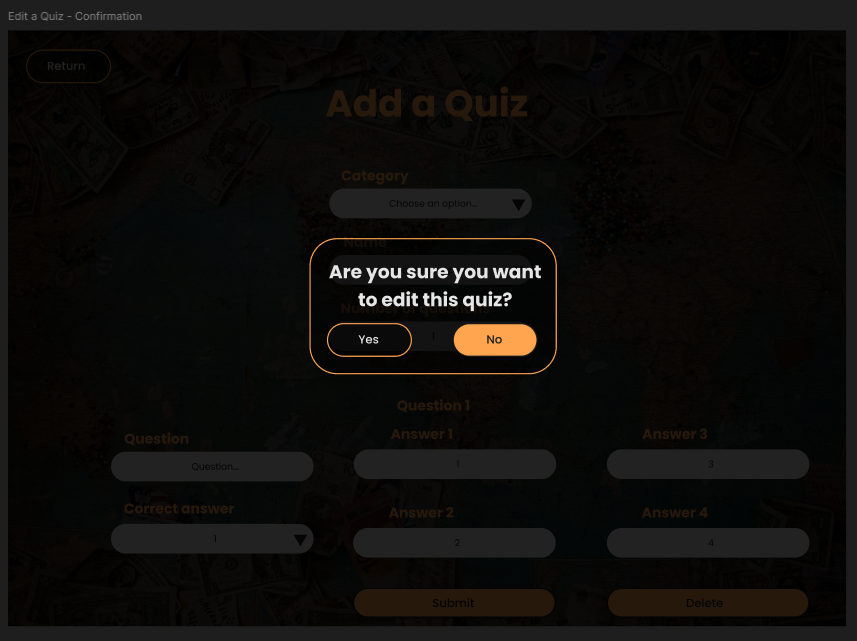 Edit a Quiz - Confirmation
Return
Add a Quiz
Category
Choose an option...
Name
Are you sure you want
to edit this quiz?
Number of questions
1
Yes
No
Question 1
Question
Answer 1
Answer 3
Question...
1
3
Correct answer
Answer 2
Answer 4
1
2
4
Submit
Delete